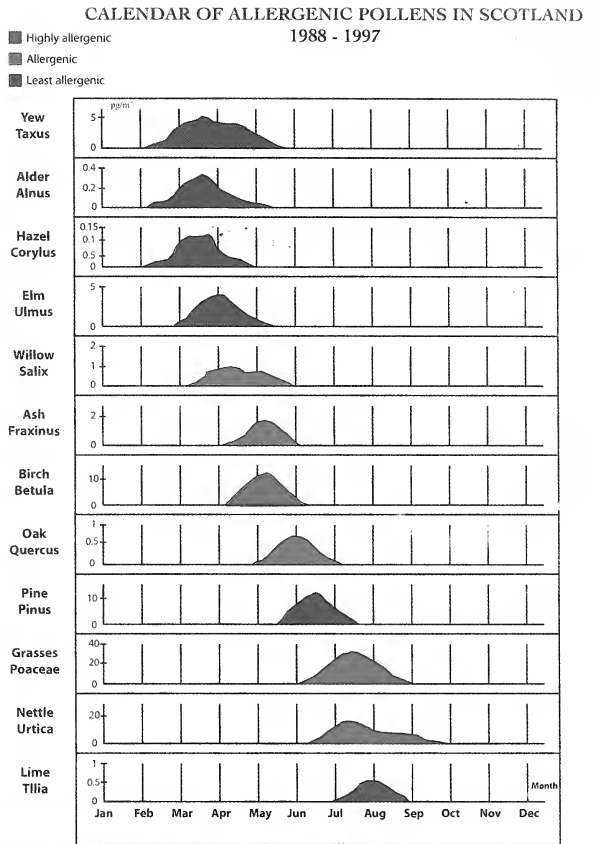 CALENDAR OF ALLERGENIC POLLENS IN SCOTLAND
1988 - 1997
Highly allergenic
Allergenic
Least allergenic
pg/m
Yew
Taxus
5
0
Alder
Alnus
0.4
0.2
0
Hazel
Corylus
0.15
0.1
0.5
0
Elm
Ulmus
5
0
Willow
Salix
2
1
0
Ash
Fraxinus
2
0
Birch
Betula
10
0
Oak
Quercus
1
0.5
0
Pine
Pinus
10
0
Grasses
Poaceae
40
20
0
Nettle
Urtica
20
0
Lime
Tllia
1
0.5
0
Month
Jan Feb Mar Apr May Jun Jul Aug Sep Oct Nov Dec